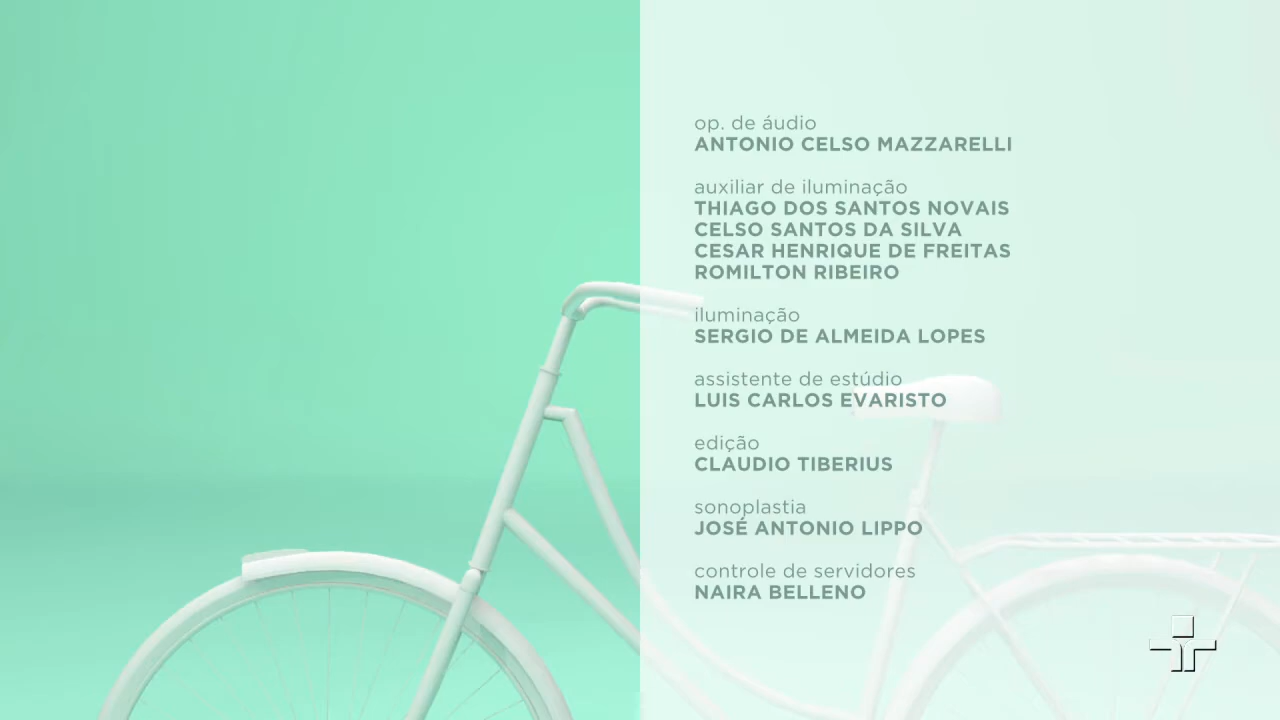 op. de áudio
ANTONIO CELSO MAZZARELLI
auxiliar de iluminação
THIAGO DOS SANTOS NOVAIS
CELSO SANTOS DA SILVA
CESAR HENRIQUE DE FREITAS
ROMILTON RIBEIRO
iluminação
SERGIO DE ALMEIDA LOPES
assistente de estúdio
LUIS CARLOS EVARISTO
edição
CLAUDIO TIBERIUS
sonoplastia
JOSÉ ANTONIO LIPPO
controle de servidores
NAIRA BELLENO